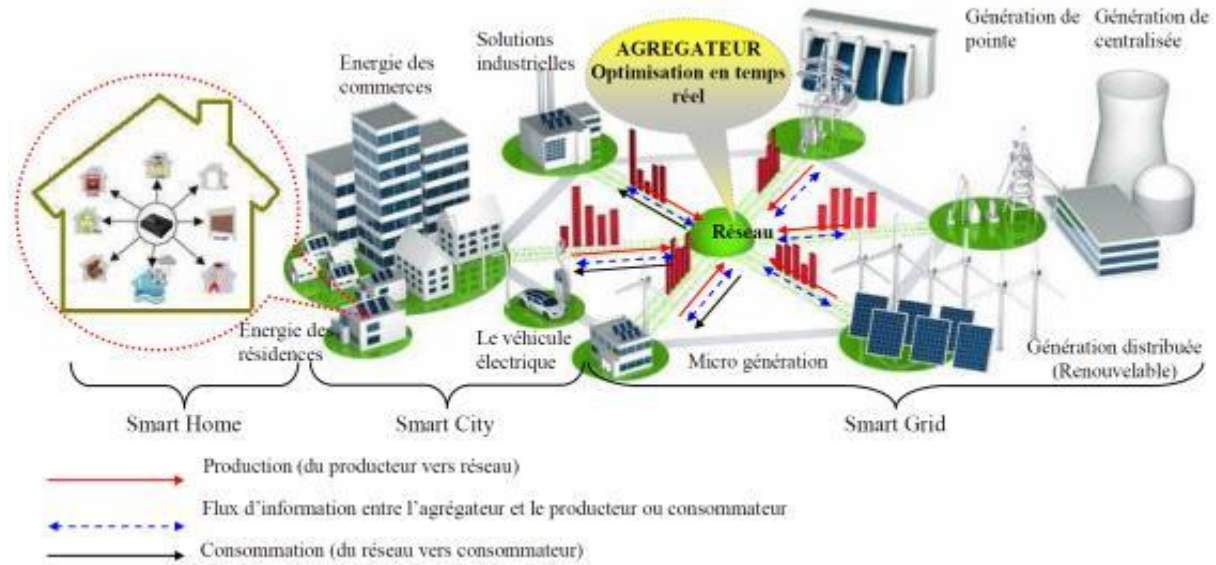 Génération de
pointe
Génération de
centralisée
Solutions
industrielles
AGREGATEUR
Optimisation en temps
réel
Energie des
commerces
Réseau
Energie des
résidences
Le véhicule
électrique
Micro génération
Génération distribuée
(Renouvelable)
Smart Home
Smart City
Smart Grid
Production (du producteur vers réseau)
Flux d’information entre l’agrégateur et le producteur ou consommateur
Consommation (du réseau vers consommateur)